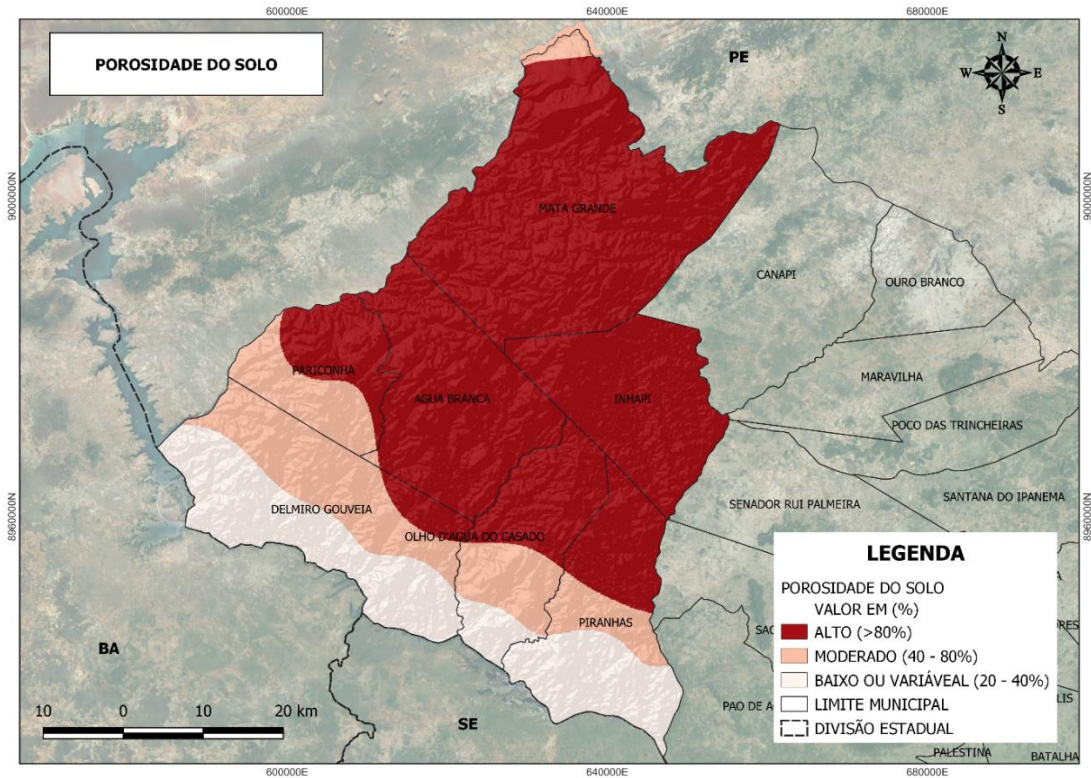 600000E
640000E
680000E
POROSIDADE DO SOLO
PE
N
W
E
S
9000000N
9000000N
MATA GRANDE
CANAPI
OURO BRANCO
PARICONHA
MARAVILHA
AGUA BRANCA
INHAPI
POCO DAS TRINCHEIRAS
SENADOR RUI PALMEIRA
SANTANA DO IPANEMA
8960000N
8960000N
DELMIRO GOUVEIA
OLHO D'AGUA DO CASADO
PIRANHAS
BA
SE
LEGENDA
POROSIDADE DO SOLO
VALOR EM (%)
ALTO (>80%)
MODERADO (40 - 80%)
BAIXO OU VARIÁVEAL (20 - 40%)
LIMITE MUNICIPAL
DIVISÃO ESTADUAL
10 0 10 20 km
PALESTINA
BATALHA
600000E
640000E
680000E